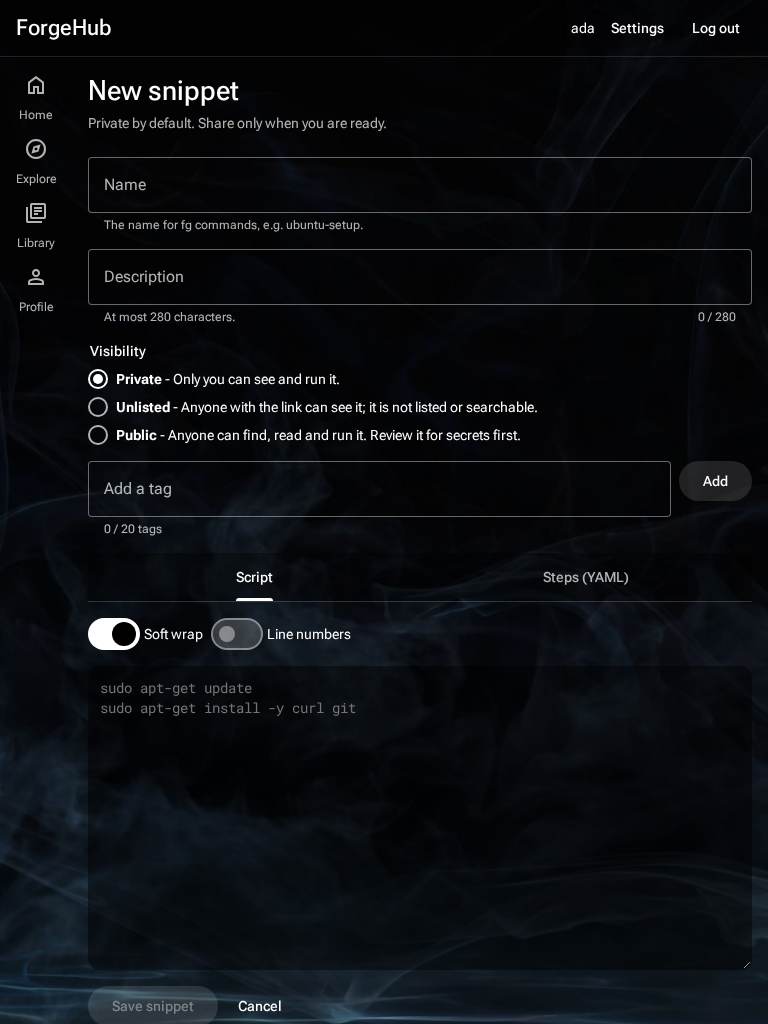 ForgeHub
ada Settings Log out
Home
Explore
Library
Profile
New snippet
Private by default. Share only when you are ready.
Name
The name for fg commands, e.g. ubuntu-setup.
Description
At most 280 characters. 0 / 280
Visibility
Private - Only you can see and run it.
Unlisted - Anyone with the link can see it; it is not listed or searchable.
Public - Anyone can find, read and run it. Review it for secrets first.
Add a tag Add
0 / 20 tags
Script Steps (YAML)
Soft wrap Line numbers
sudo apt-get update
sudo apt-get install -y curl git
Save snippet Cancel